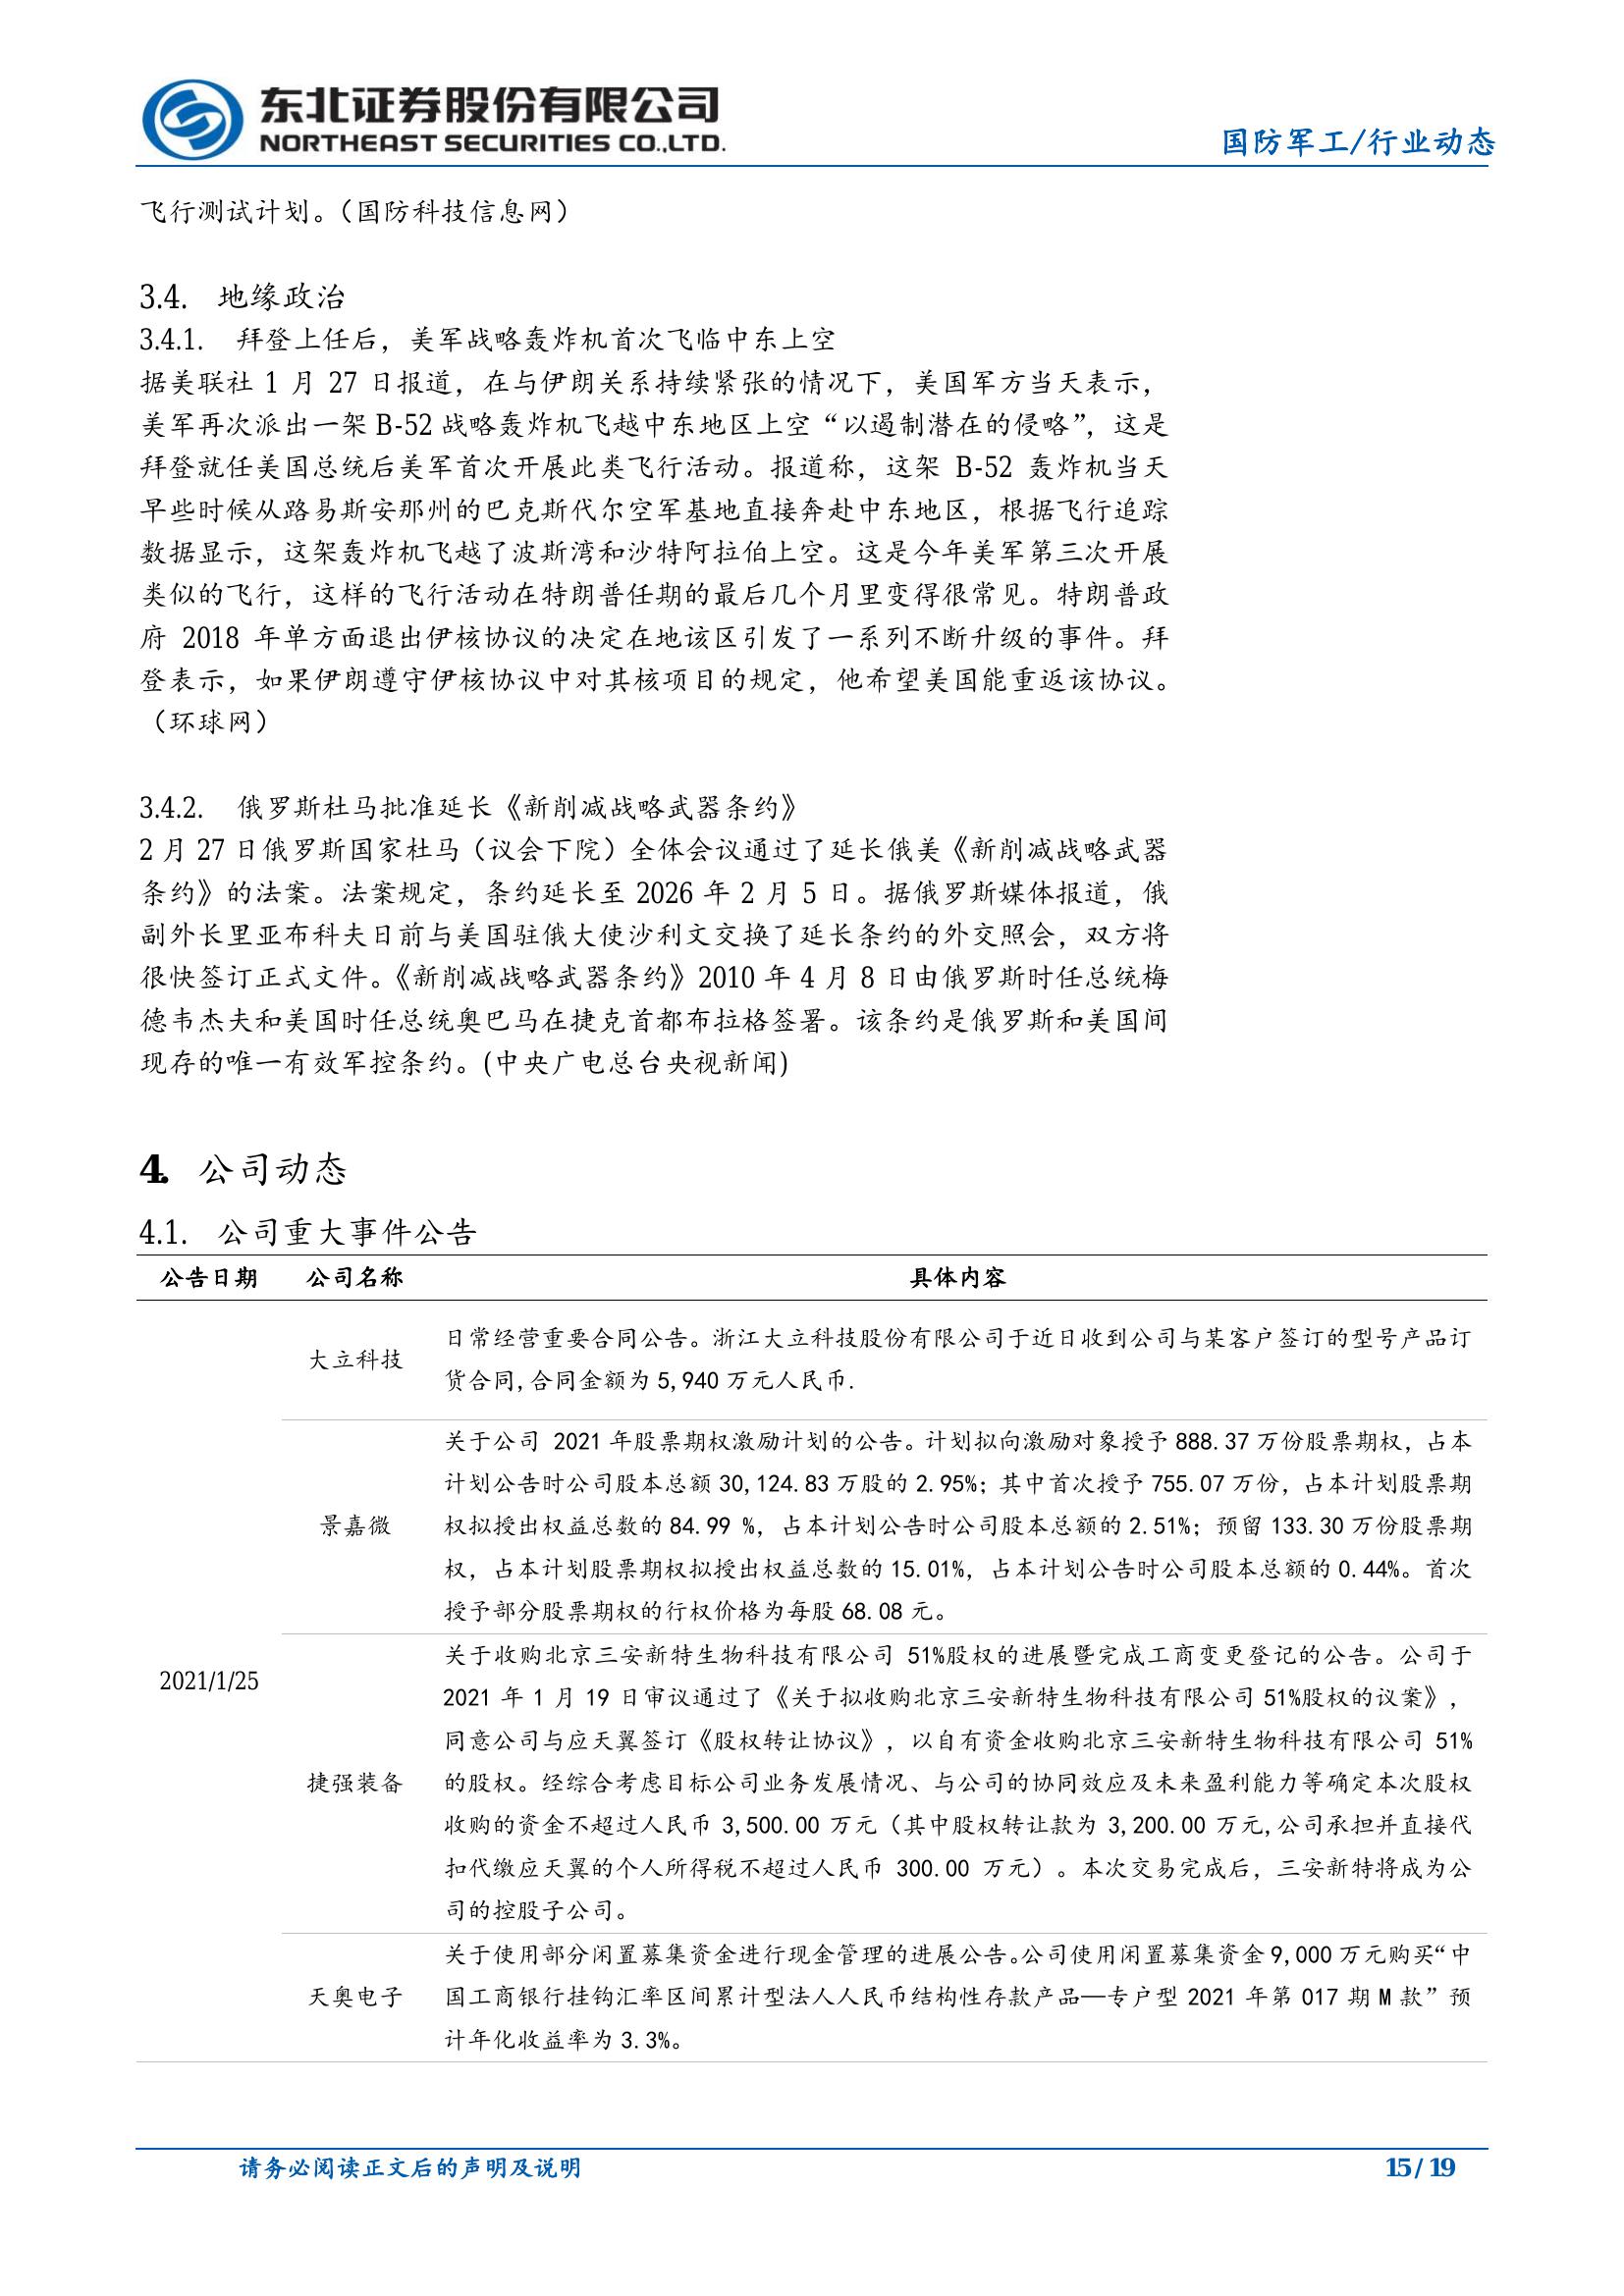 东北证券股份有限公司
NORTHEAST SECURITIES CO.,LTD.
国防军工/行业动态
飞行测试计划。（国防科技信息网）
3.4. 地缘政治
3.4.1. 拜登上任后，美军战略轰炸机首次飞临中东上空
据美联社 1 月 27 日报道，在与伊朗关系持续紧张的情况下，美国军方当天表示，
美军再次派出一架 B-52 战略轰炸机飞越中东地区上空“以遏制潜在的侵略”，这是
拜登就任美国总统后美军首次开展此类飞行活动。报道称，这架 B-52 轰炸机当天
早些时候从路易斯安那州的巴克斯代尔空军基地直接奔赴中东地区，根据飞行追踪
数据显示，这架轰炸机飞越了波斯湾和沙特阿拉伯上空。这是今年美军第三次开展
类似的飞行，这样的飞行活动在特朗普任期的最后几个月里变得很常见。特朗普政
府 2018 年单方面退出伊核协议的决定在地该区引发了一系列不断升级的事件。拜
登表示，如果伊朗遵守伊核协议中对其核项目的规定，他希望美国能重返该协议。
（环球网）
3.4.2. 俄罗斯杜马批准延长《新削减战略武器条约》
2 月 27 日俄罗斯国家杜马（议会下院）全体会议通过了延长俄美《新削减战略武器
条约》的法案。法案规定，条约延长至 2026 年 2 月 5 日。据俄罗斯媒体报道，俄
副外长里亚布科夫日前与美国驻俄大使沙利文交换了延长条约的外交照会，双方将
很快签订正式文件。《新削减战略武器条约》2010 年 4 月 8 日由俄罗斯时任总统梅
德韦杰夫和美国时任总统奥巴马在捷克首都布拉格签署。该条约是俄罗斯和美国间
现存的唯一有效军控条约。(中央广电总台央视新闻)
4. 公司动态
4.1. 公司重大事件公告
公告日期 公司名称 具体内容
2021/1/25
大立科技
日常经营重要合同公告。浙江大立科技股份有限公司于近日收到公司与某客户签订的型号产品订
货合同,合同金额为 5,940 万元人民币.
景嘉微
关于公司 2021 年股票期权激励计划的公告。计划拟向激励对象授予 888.37 万份股票期权，占本
计划公告时公司股本总额 30,124.83 万股的 2.95%；其中首次授予 755.07 万份，占本计划股票期
权拟授出权益总数的 84.99 %，占本计划公告时公司股本总额的 2.51%；预留 133.30 万份股票期
权，占本计划股票期权拟授出权益总数的 15.01%，占本计划公告时公司股本总额的 0.44%。首次
授予部分股票期权的行权价格为每股 68.08 元。
捷强装备
关于收购北京三安新特生物科技有限公司 51%股权的进展暨完成工商变更登记的公告。公司于
2021 年 1 月 19 日审议通过了《关于拟收购北京三安新特生物科技有限公司 51%股权的议案》，
同意公司与应天翼签订《股权转让协议》，以自有资金收购北京三安新特生物科技有限公司 51%
的股权。经综合考虑目标公司业务发展情况、与公司的协同效应及未来盈利能力等确定本次股权
收购的资金不超过人民币 3,500.00 万元（其中股权转让款为 3,200.00 万元,公司承担并直接代
扣代缴应天翼的个人所得税不超过人民币 300.00 万元）。本次交易完成后，三安新特将成为公
司的控股子公司。
天奥电子
关于使用部分闲置募集资金进行现金管理的进展公告。公司使用闲置募集资金 9,000 万元购买“中
国工商银行挂钩汇率区间累计型法人人民币结构性存款产品—专户型 2021 年第 017 期 M 款”预
计年化收益率为 3.3%。
请务必阅读正文后的声明及说明
15 / 19